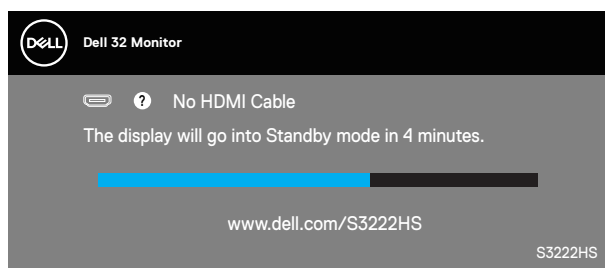 DELL
Dell 32 Monitor
? No HDMI Cable
The display will go into Standby mode in 4 minutes.
www.dell.com/S3222HS
S3222HS